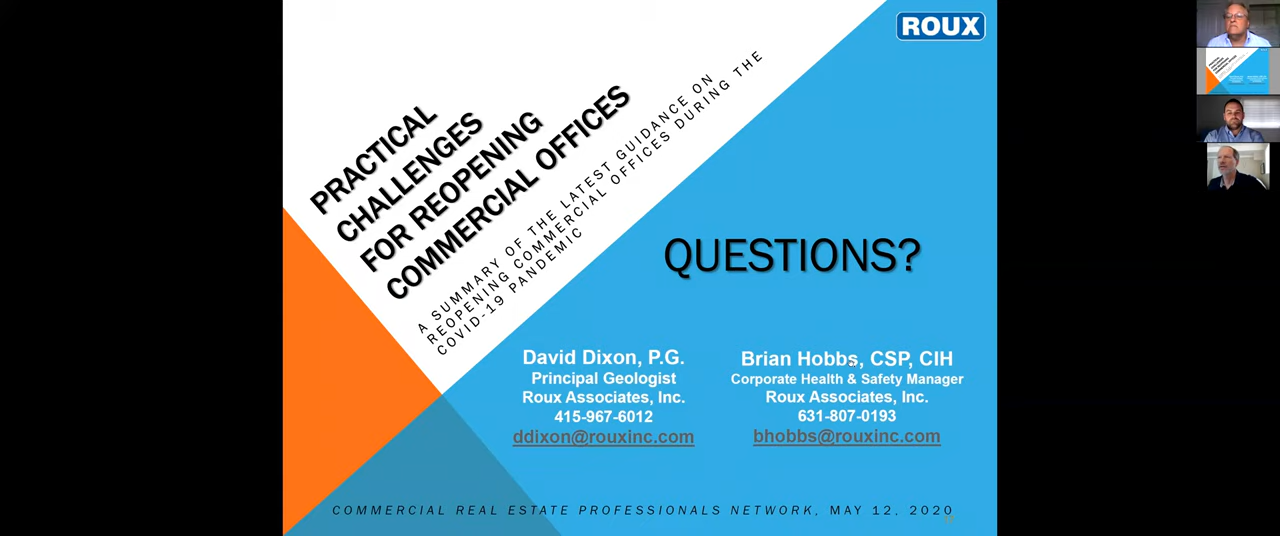 ROUX
PRACTICAL
CHALLENGES
FOR REOPENING
COMMERCIAL OFFICES
A SUMMARY OF THE LATEST GUIDANCE ON
REOPENING COMMERCIAL OFFICES DURING THE
COVID-19 PANDEMIC
QUESTIONS?
David Dixon, P.G.
Principal Geologist
Roux Associates, Inc.
415-967-6012
ddixon@rouxinc.com
Brian Hobbs, CSP, CIH
Corporate Health & Safety Manager
Roux Associates, Inc.
631-807-0193
bhobbs@rouxinc.com
COMMERCIAL REAL ESTATE PROFESSIONALS NETWORK, MAY 12, 2020